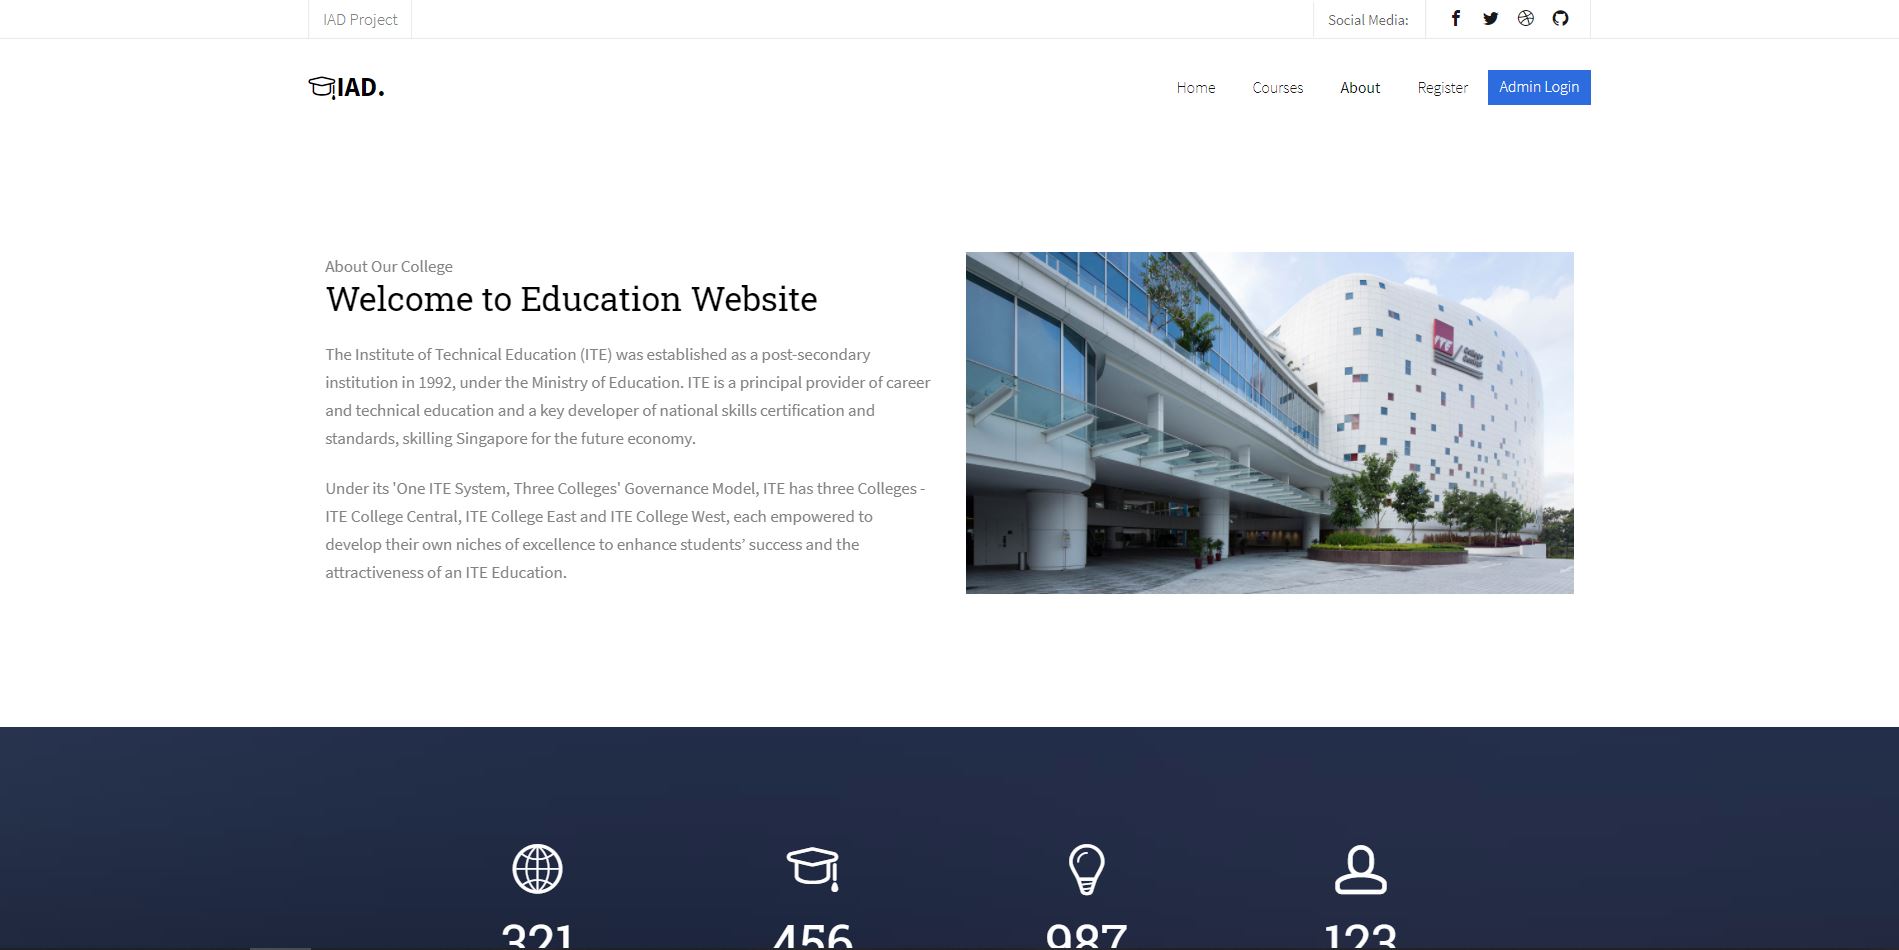 IAD Project
Social Media:
IAD.
Home
Courses
About
Register
Admin Login
About Our College
Welcome to Education Website
The Institute of Technical Education (ITE) was established as a post-secondary
institution in 1992, under the Ministry of Education. ITE is a principal provider of career
and technical education and a key developer of national skills certification and
standards, skilling Singapore for the future economy.
Under its 'One ITE System, Three Colleges' Governance Model, ITE has three Colleges -
ITE College Central, ITE College East and ITE College West, each empowered to
develop their own niches of excellence to enhance students’ success and the
attractiveness of an ITE Education.
ITE
College
Central
321
456
987
123